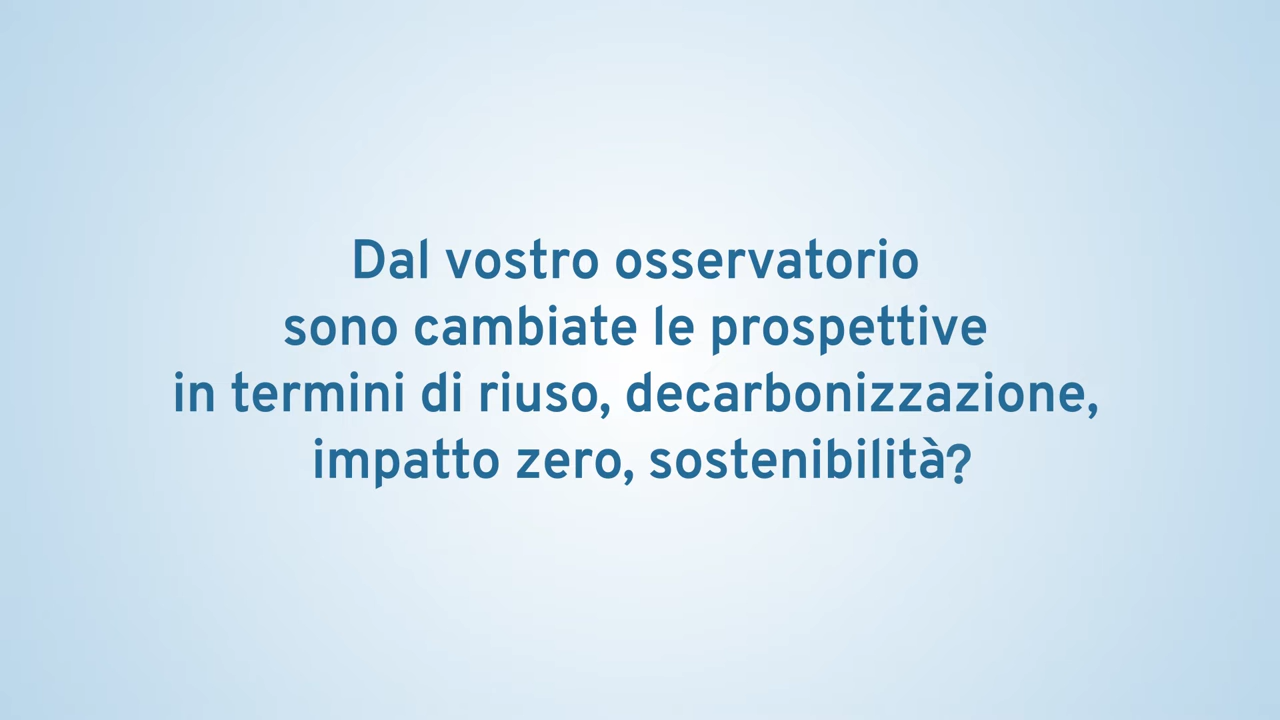 Dal vostro osservatorio
sono cambiate le prospettive
in termini di riuso, decarbonizzazione,
impatto zero, sostenibilità?